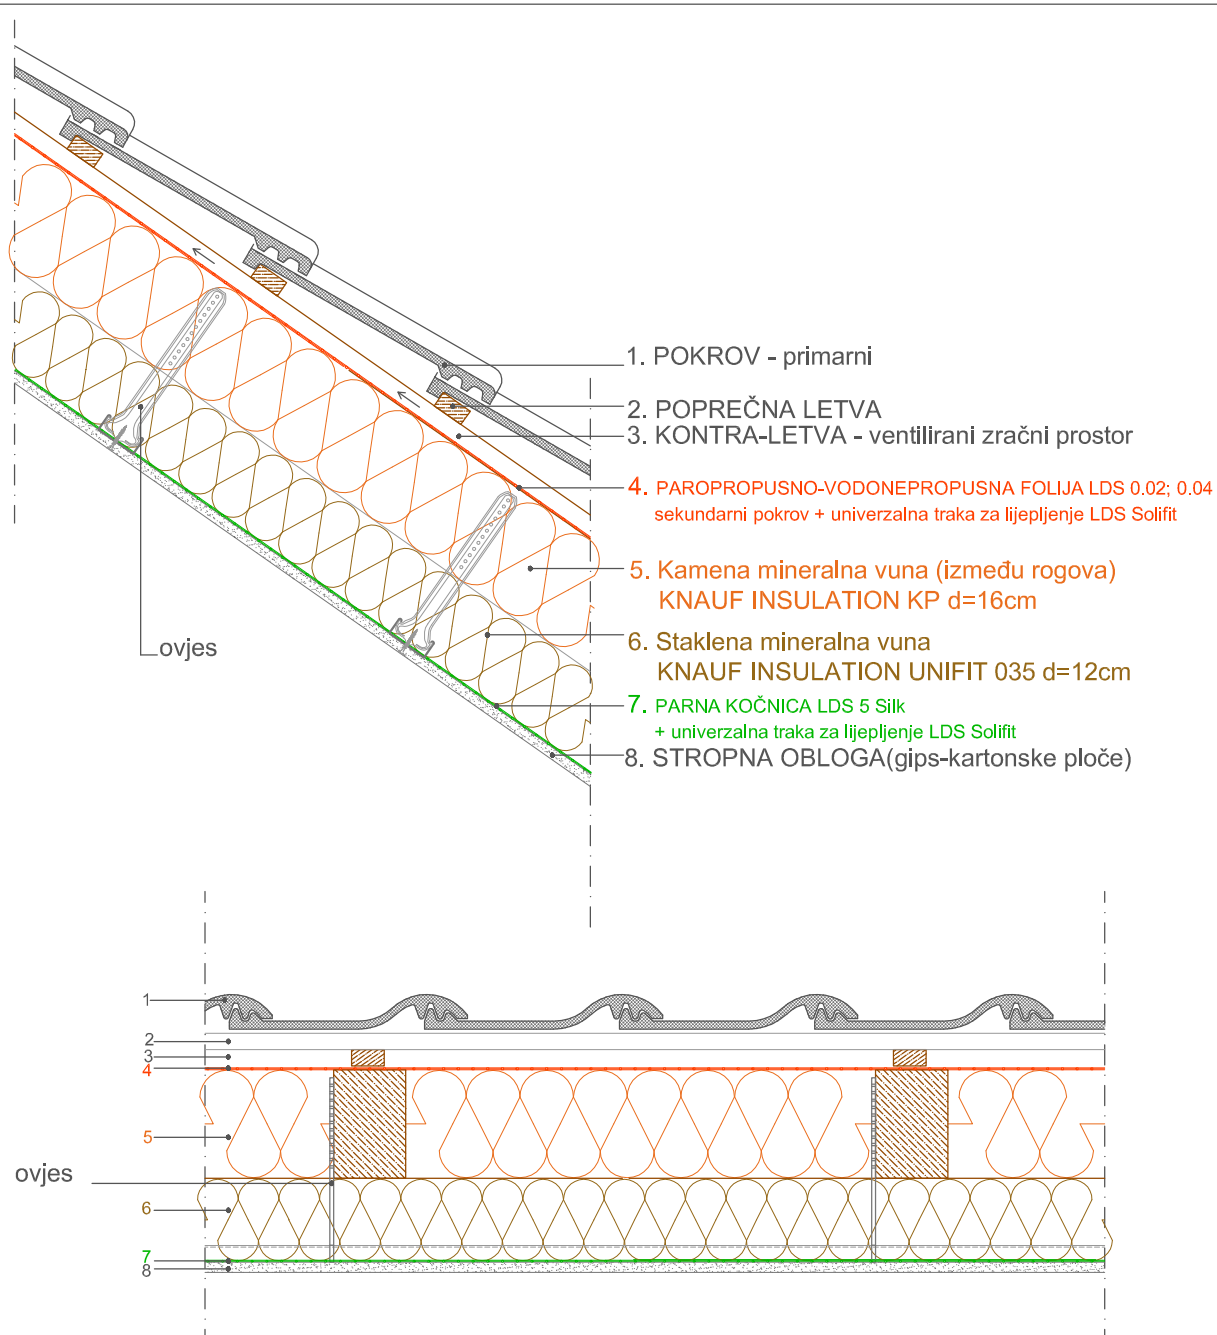 1. POKROV - primarni
2. POPREČNA LETVA
3. KONTRA-LETVA - ventilirani zračni prostor
4. PAROPROPUSNO-VODONEPROPUSNA FOLIJA LDS 0.02; 0.04
sekundarni pokrov + univerzalna traka za lijepljenje LDS Solifit
5. Kamena mineralna vuna (između rogova)
KNAUF INSULATION KP d=16cm
6. Staklena mineralna vuna
KNAUF INSULATION UNIFIT 035 d=12cm
ovjes
7. PARNA KOČNICA LDS 5 Silk
+ univerzalna traka za lijepljenje LDS Solifit
8. STROPNA OBLOGA(gips-kartonske ploče)
1
2
3
4
5
ovjes
6
7
8